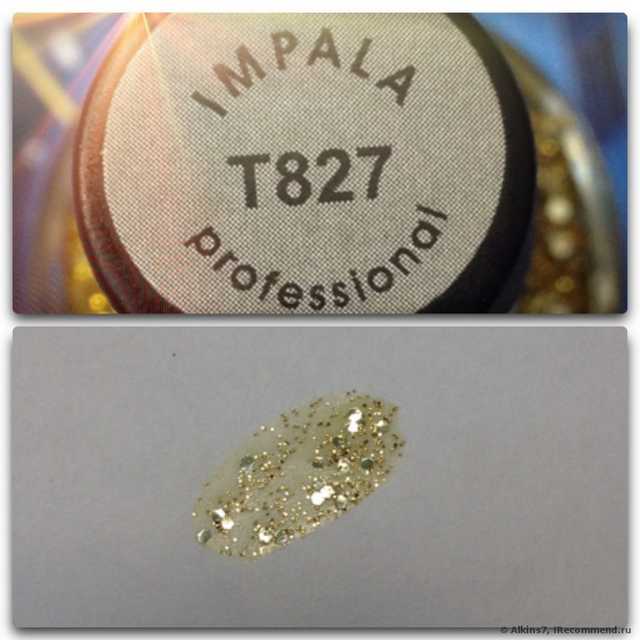 IMPALA
T827
professional
© Alkins7, IRecommend.ru